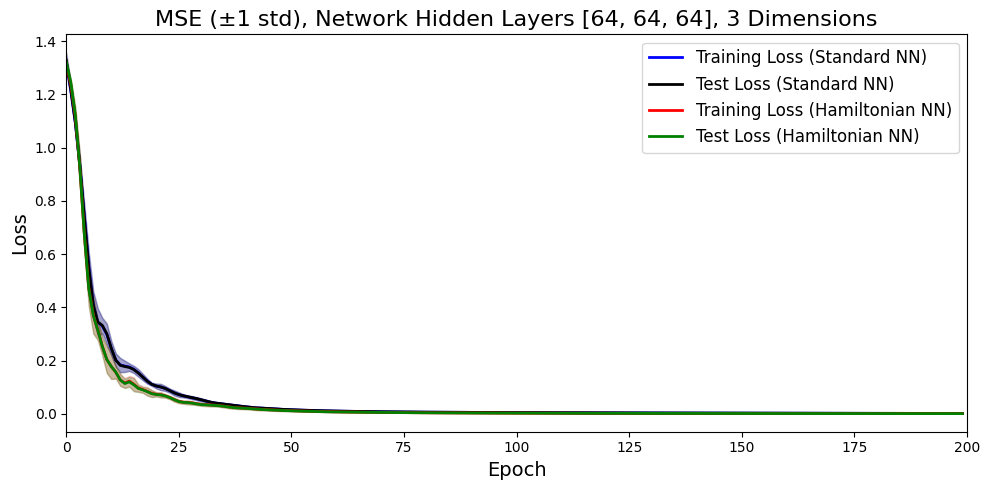 MSE (±1 std), Network Hidden Layers [64, 64, 64], 3 Dimensions
Training Loss (Standard NN)
Test Loss (Standard NN)
Training Loss (Hamiltonian NN)
Test Loss (Hamiltonian NN)
Loss
1.4
1.2
1.0
0.8
0.6
0.4
0.2
0.0
0 25 50 75 100 125 150 175 200
Epoch